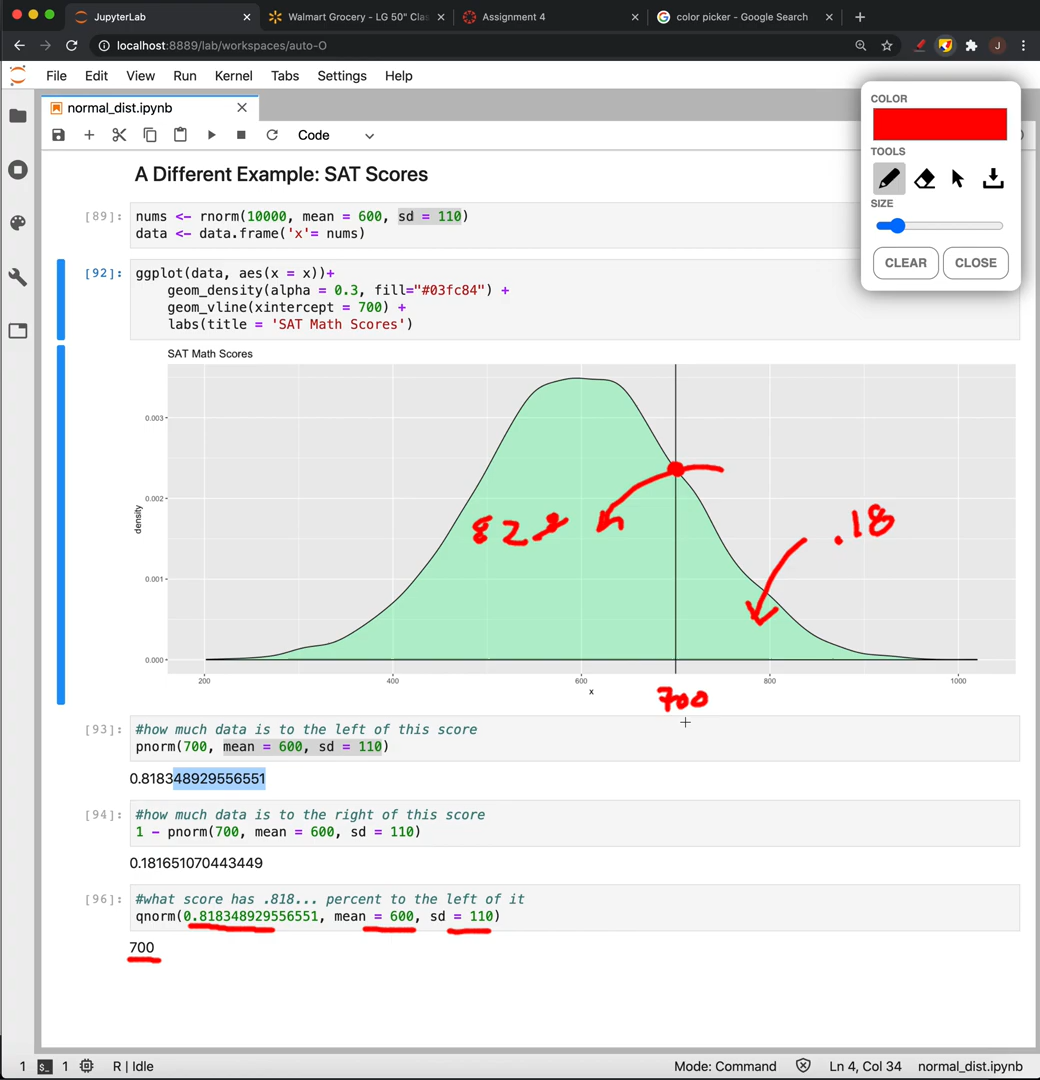 JupyterLab
Walmart Grocery - LG 50" Clas
Assignment 4
color picker - Google Search
localhost:8889/lab/workspaces/auto-O
J
File Edit View Run Kernel Tabs Settings Help
normal_dist.ipynb
Code
COLOR
TOOLS
SIZE
CLEAR CLOSE
A Different Example: SAT Scores
[89]: nums <- rnorm(10000, mean = 600, sd = 110)
data <- data.frame('x'= nums)
[92]: ggplot(data, aes(x = x))+
geom_density(alpha = 0.3, fill="#03fc84") +
geom_vline(xintercept = 700) +
labs(title = 'SAT Math Scores')
SAT Math Scores
0.003
0.002
0.001
0.000
density
82%
.18
200 400 600 800 1000
x
700
[93]: #how much data is to the left of this score
pnorm(700, mean = 600, sd = 110)
0.818348929556551
[94]: #how much data is to the right of this score
1 - pnorm(700, mean = 600, sd = 110)
0.181651070443449
[96]: #what score has .818... percent to the left of it
qnorm(0.818348929556551, mean = 600, sd = 110)
700
1 $_ 1 R | Idle Mode: Command Ln 4, Col 34 normal_dist.ipynb